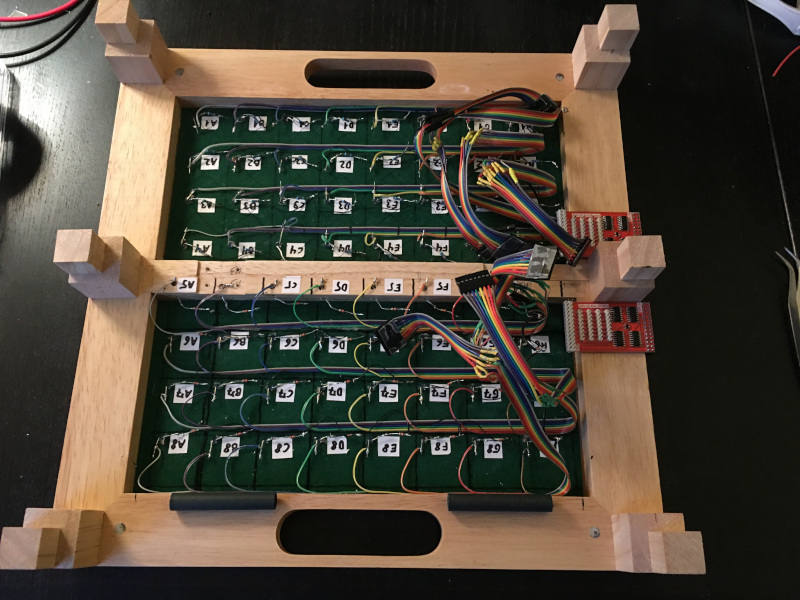 A1 B1 C1 D1 E1
A2 B2 C2 D2 E2
A3 B3 C3 D3 E3 F3
A4 B4 C4 D4 E4 F4
A5 C5 D5 E5 F5
A6 B6 C6 D6 E6 F6 G6 H6
A7 B7 C7 D7 E7 F7 G7
A8 B8 C8 D8 E8 F8 G8